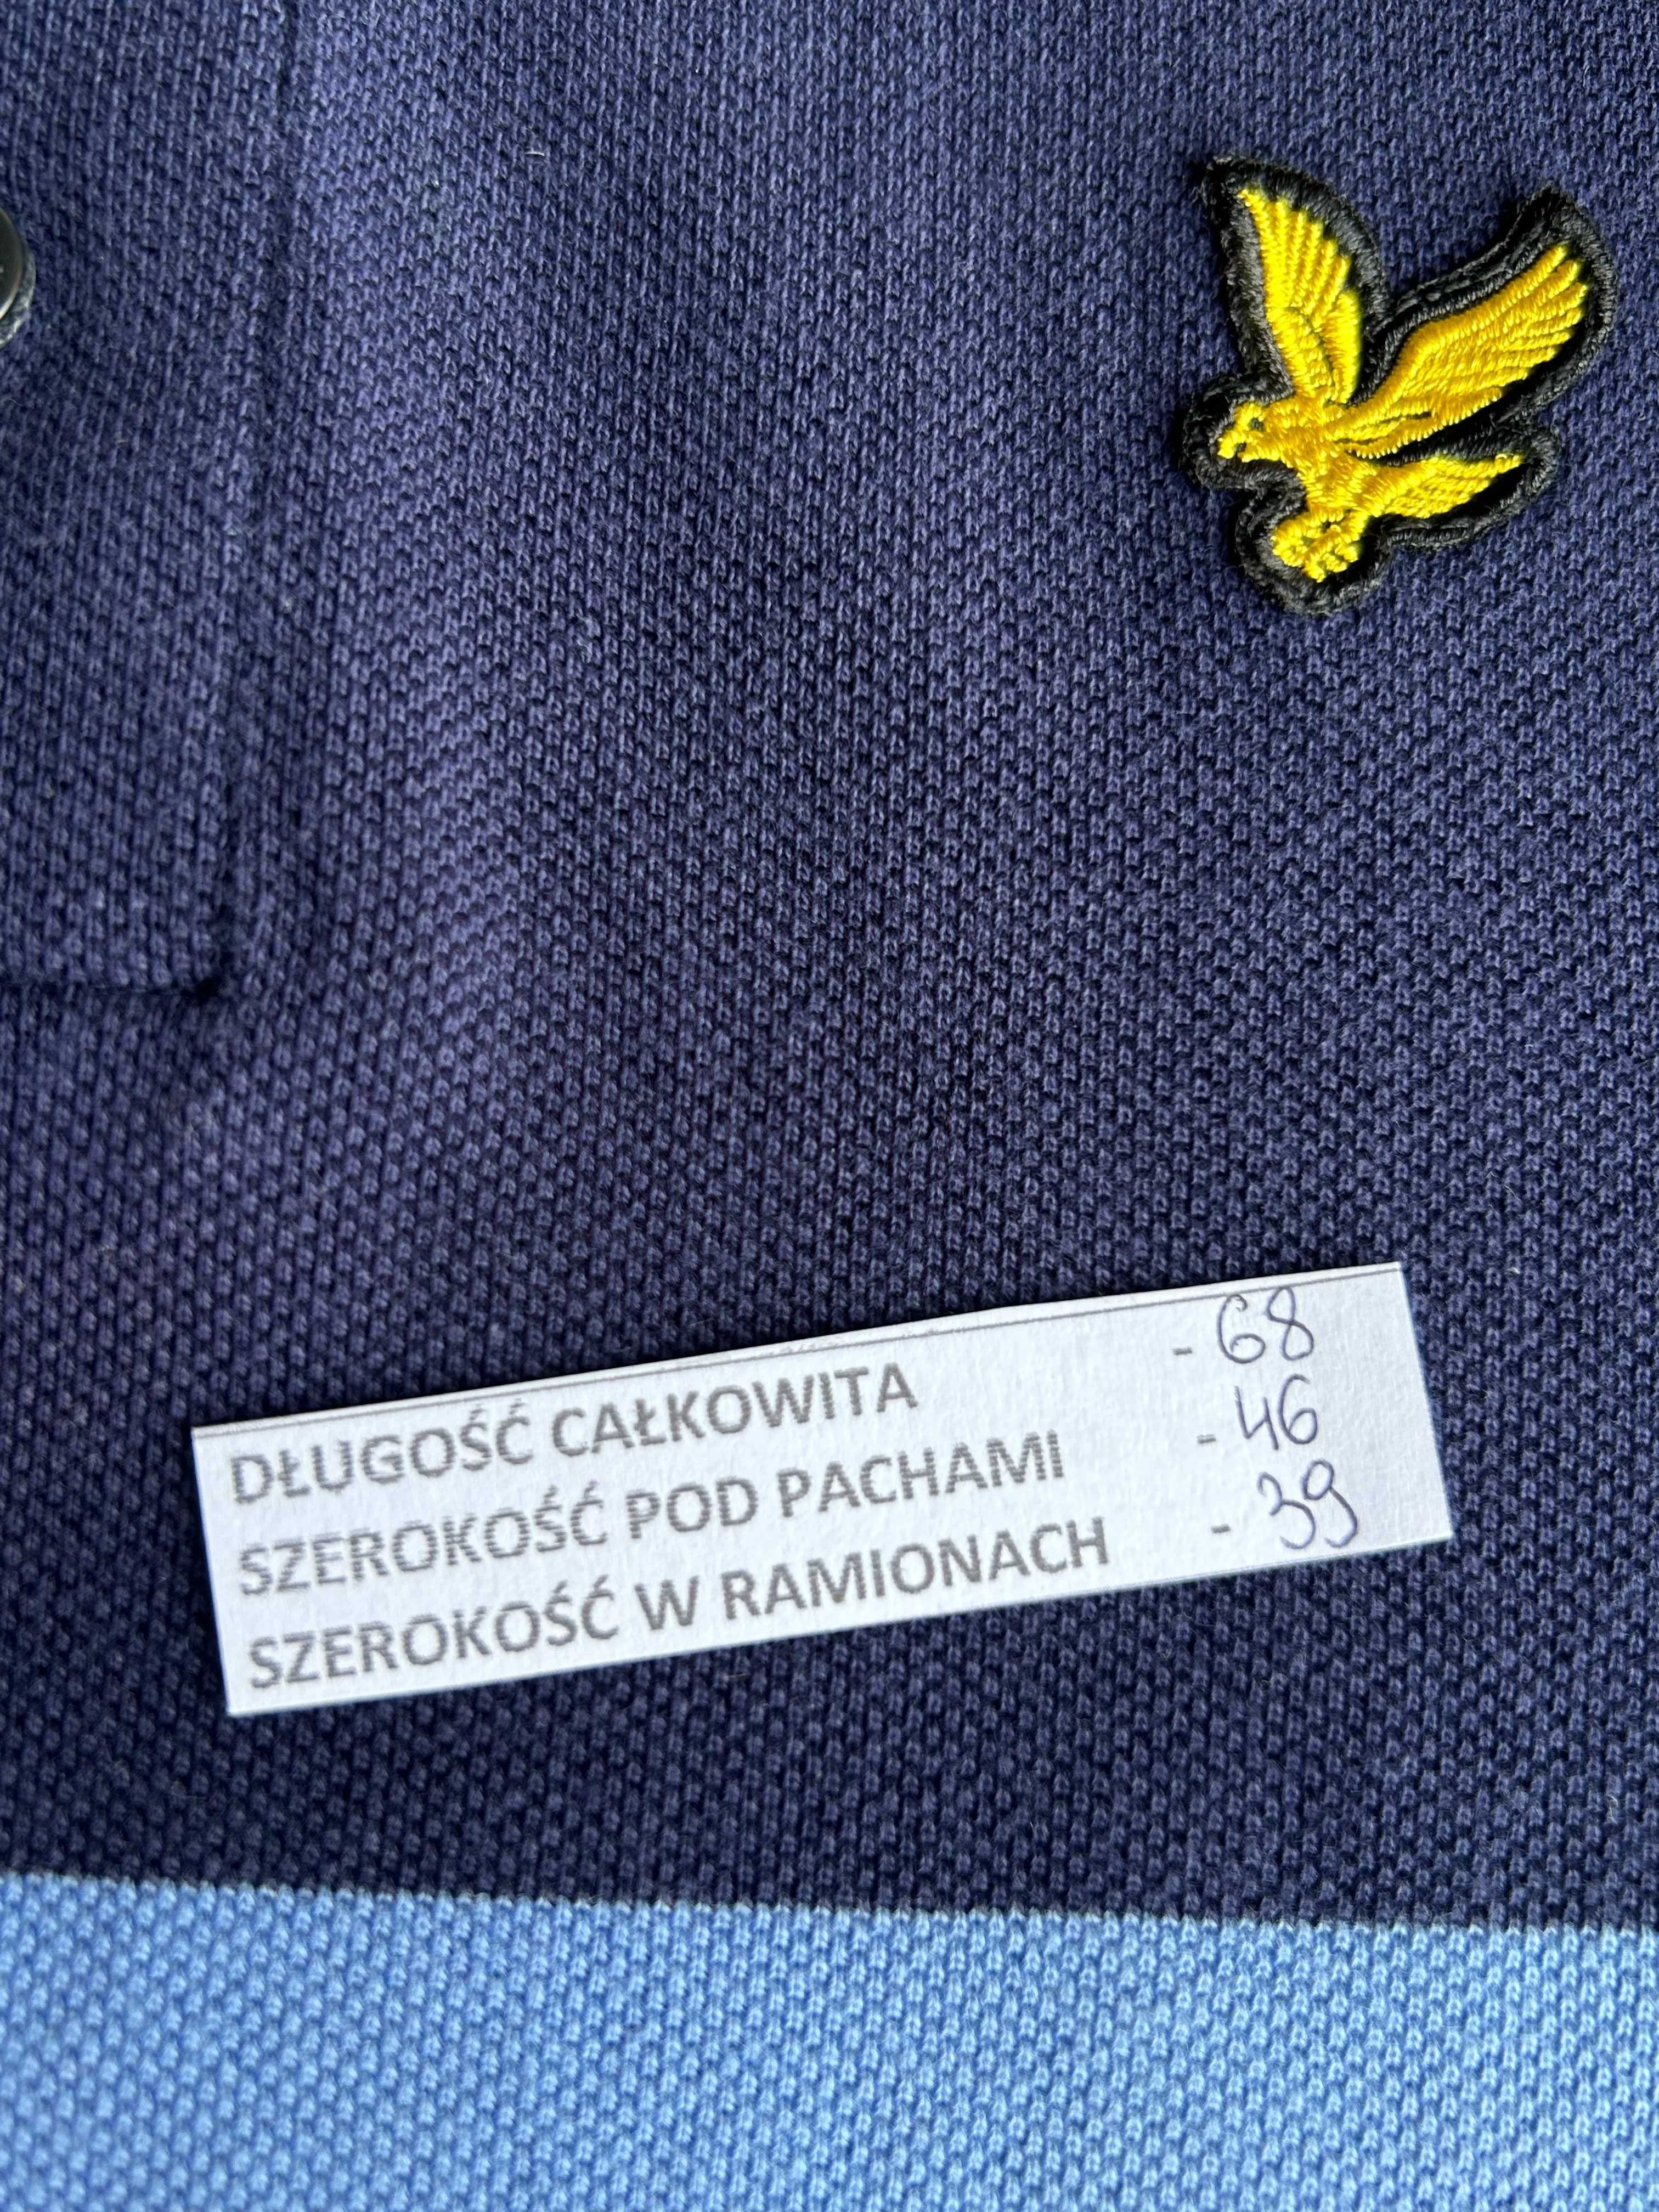 DŁUGOŚĆ CAŁKOWITA - 68
SZEROKOŚĆ POD PACHAMI - 46
SZEROKOŚĆ W RAMIONACH - 39